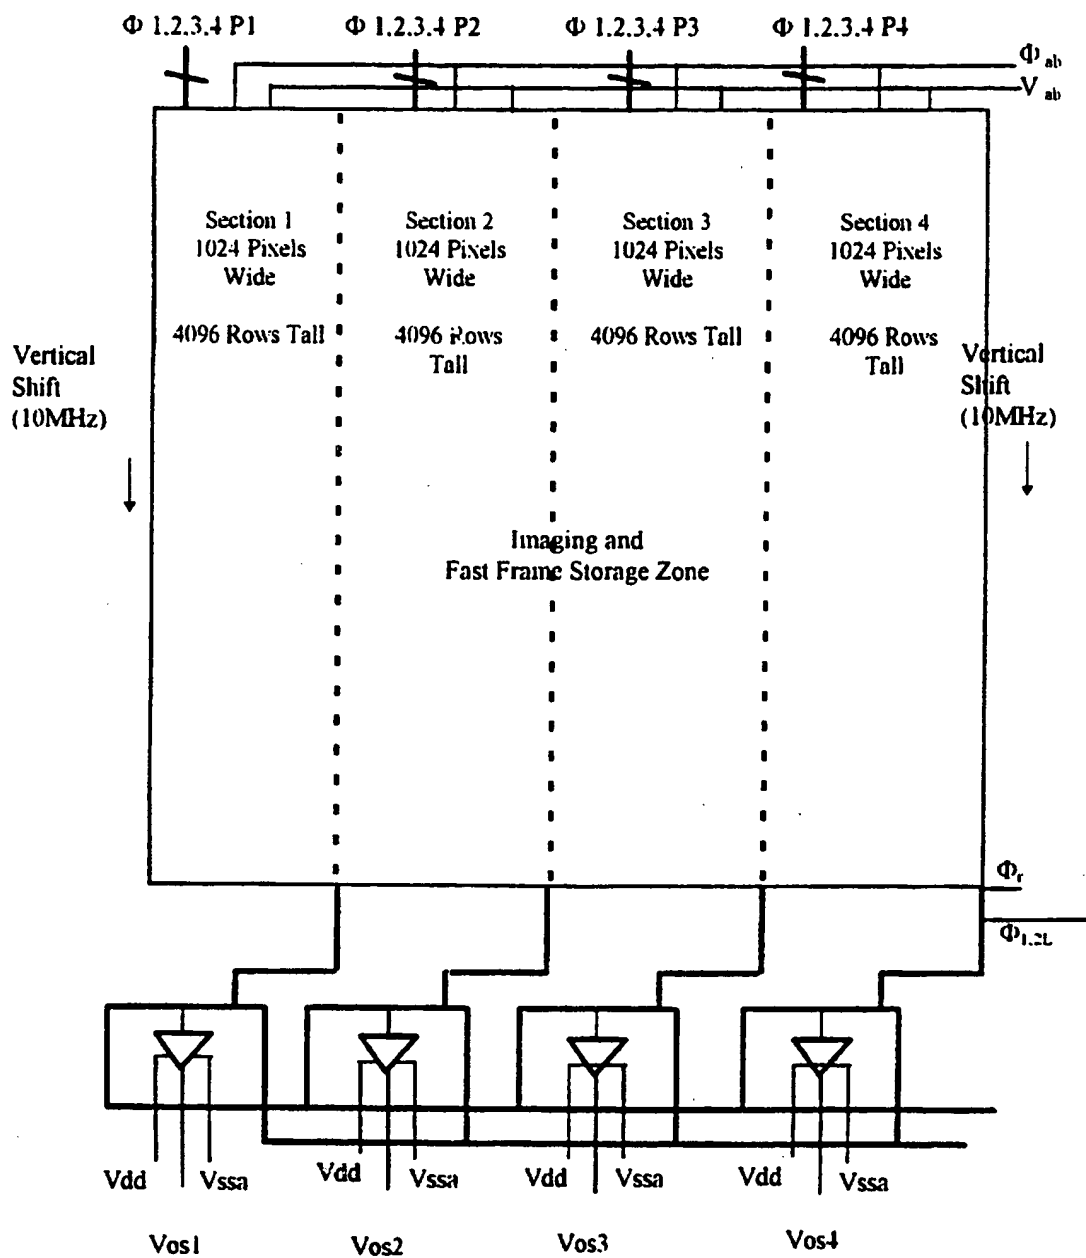 Φ 1.2.3.4 P1
Φ 1.2.3.4 P2
Φ 1.2.3.4 P3
Φ 1.2.3.4 P4
Φ ab
V ab
Section 1
1024 Pixels
Wide
4096 Rows Tall
Section 2
1024 Pixels
Wide
4096 Rows
Tall
Section 3
1024 Pixels
Wide
4096 Rows Tall
Section 4
1024 Pixels
Wide
4096 Rows
Tall
Vertical
Shift
(10MHz)
Vertical
Shift
(10MHz)
Imaging and
Fast Frame Storage Zone
Φr
Φ1.2L
Vdd
Vssa
Vdd
Vssa
Vdd
Vssa
Vdd
Vssa
Vos1
Vos2
Vos3
Vos4